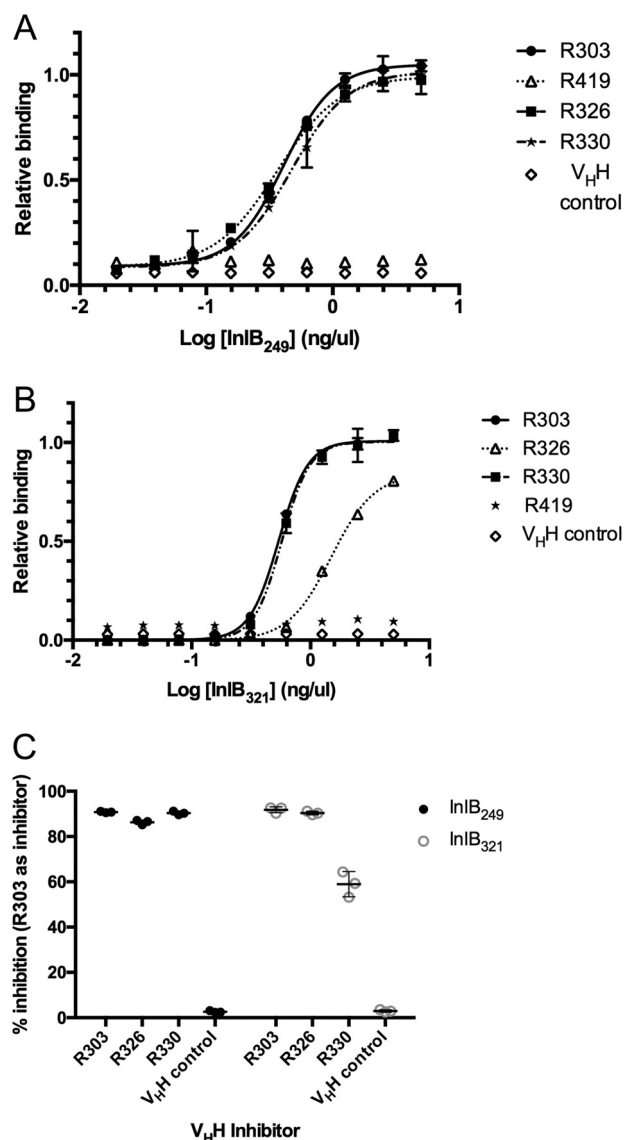 A
Relative binding
1.0
0.5
0.0
-2
-1
0
1
Log [InlB249] (ng/ul)
R303
R419
R326
R330
VHH
control
B
Relative binding
1.0
0.5
0.0
-2
-1
0
1
Log [InlB321] (ng/ul)
R303
R326
R330
R419
VHH control
C
% inhibition (R303 as inhibitor)
100
80
60
40
20
0
R303
R326
R330
VHH control
R303
R326
R330
VHH control
VHH Inhibitor
InlB249
InlB321